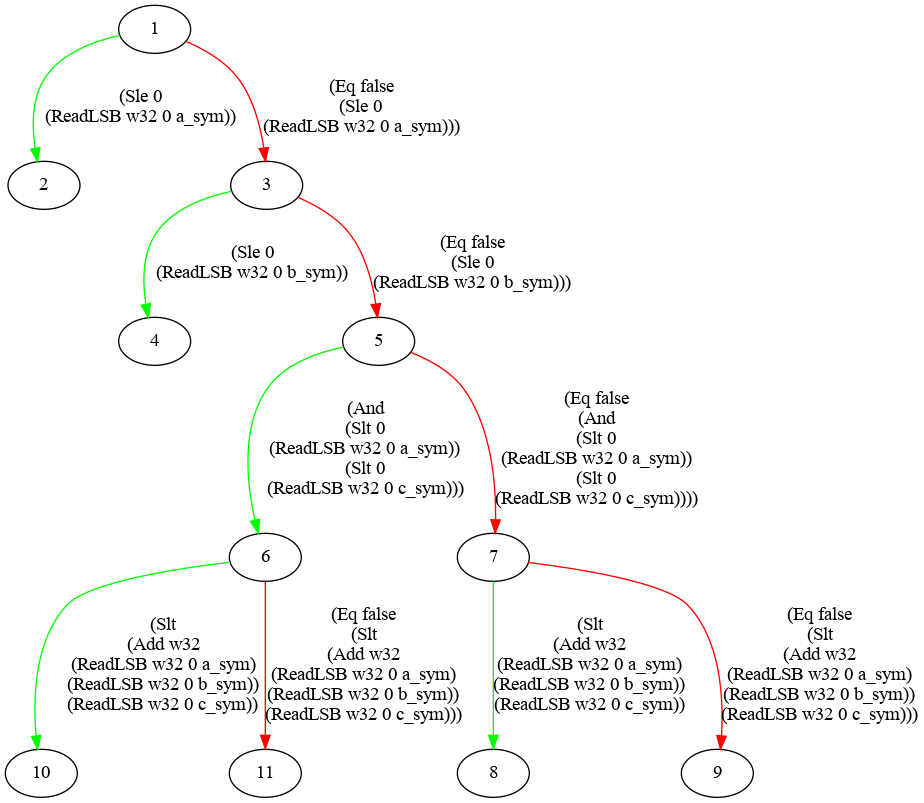 1
(Sle 0
(ReadLSB w32 0 a_sym))
(Eq false
(Sle 0
(ReadLSB w32 0 a_sym)))
2
3
(Sle 0
(ReadLSB w32 0 b_sym))
(Eq false
(Sle 0
(ReadLSB w32 0 b_sym)))
4
5
(And
(Slt 0
(ReadLSB w32 0 a_sym))
(Slt 0
(ReadLSB w32 0 c_sym)))
(Eq false
(And
(Slt 0
(ReadLSB w32 0 a_sym))
(Slt 0
(ReadLSB w32 0 c_sym))))
6
7
(Slt
(Add w32
(ReadLSB w32 0 a_sym)
(ReadLSB w32 0 b_sym))
(ReadLSB w32 0 c_sym))
(Eq false
(Slt
(Add w32
(ReadLSB w32 0 a_sym)
(ReadLSB w32 0 b_sym))
(ReadLSB w32 0 c_sym)))
(Slt
(Add w32
(ReadLSB w32 0 a_sym)
(ReadLSB w32 0 b_sym))
(ReadLSB w32 0 c_sym))
(Eq false
(Slt
(Add w32
(ReadLSB w32 0 a_sym)
(ReadLSB w32 0 b_sym))
(ReadLSB w32 0 c_sym)))
10
11
8
9